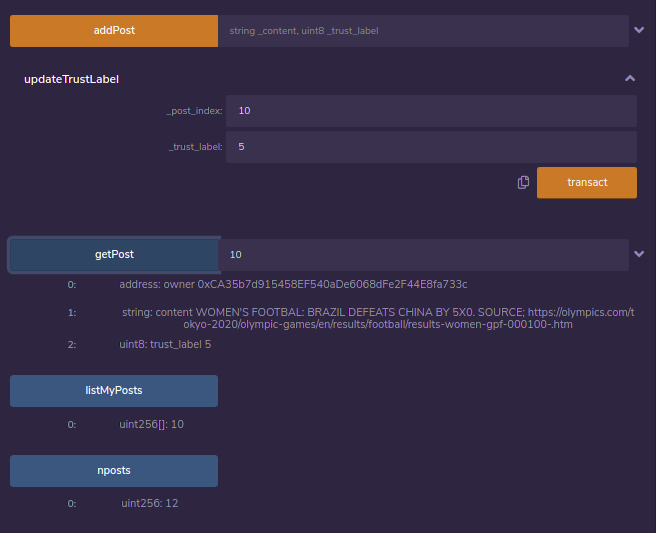 addPost string _content, uint8 _trust_label
updateTrustLabel
_post_index: 10
_trust_label: 5
transact
getPost 10
0: address: owner 0xCA35b7d915458EF540aDe6068dFe2F44E8fa733c
1: string: content WOMEN'S FOOTBAL: BRAZIL DEFEATS CHINA BY 5X0. SOURCE; https://olympics.com/t
okyo-2020/olympic-games/en/results/football/results-women-gpf-000100-.htm
2: uint8: trust_label 5
listMyPosts
0: uint256[]: 10
nposts
0: uint256: 12